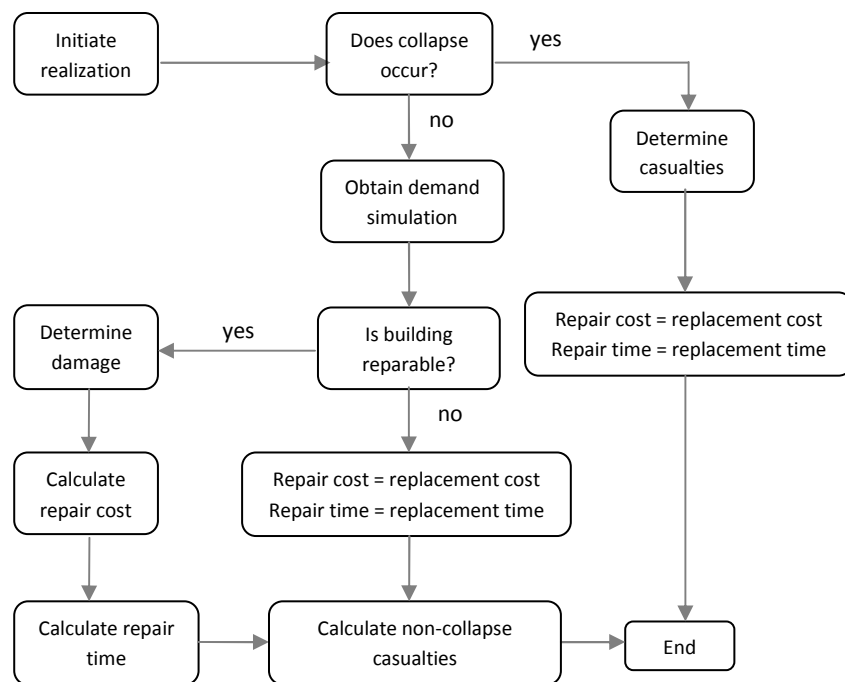 Initiate
realization
Does collapse
occur?
yes
no
Determine
casualties
Obtain demand
simulation
Determine
damage
yes
Is building
reparable?
Repair cost = replacement cost
Repair time = replacement time
no
Calculate
repair cost
Repair cost = replacement cost
Repair time = replacement time
Calculate repair
time
Calculate non-collapse
casualties
End